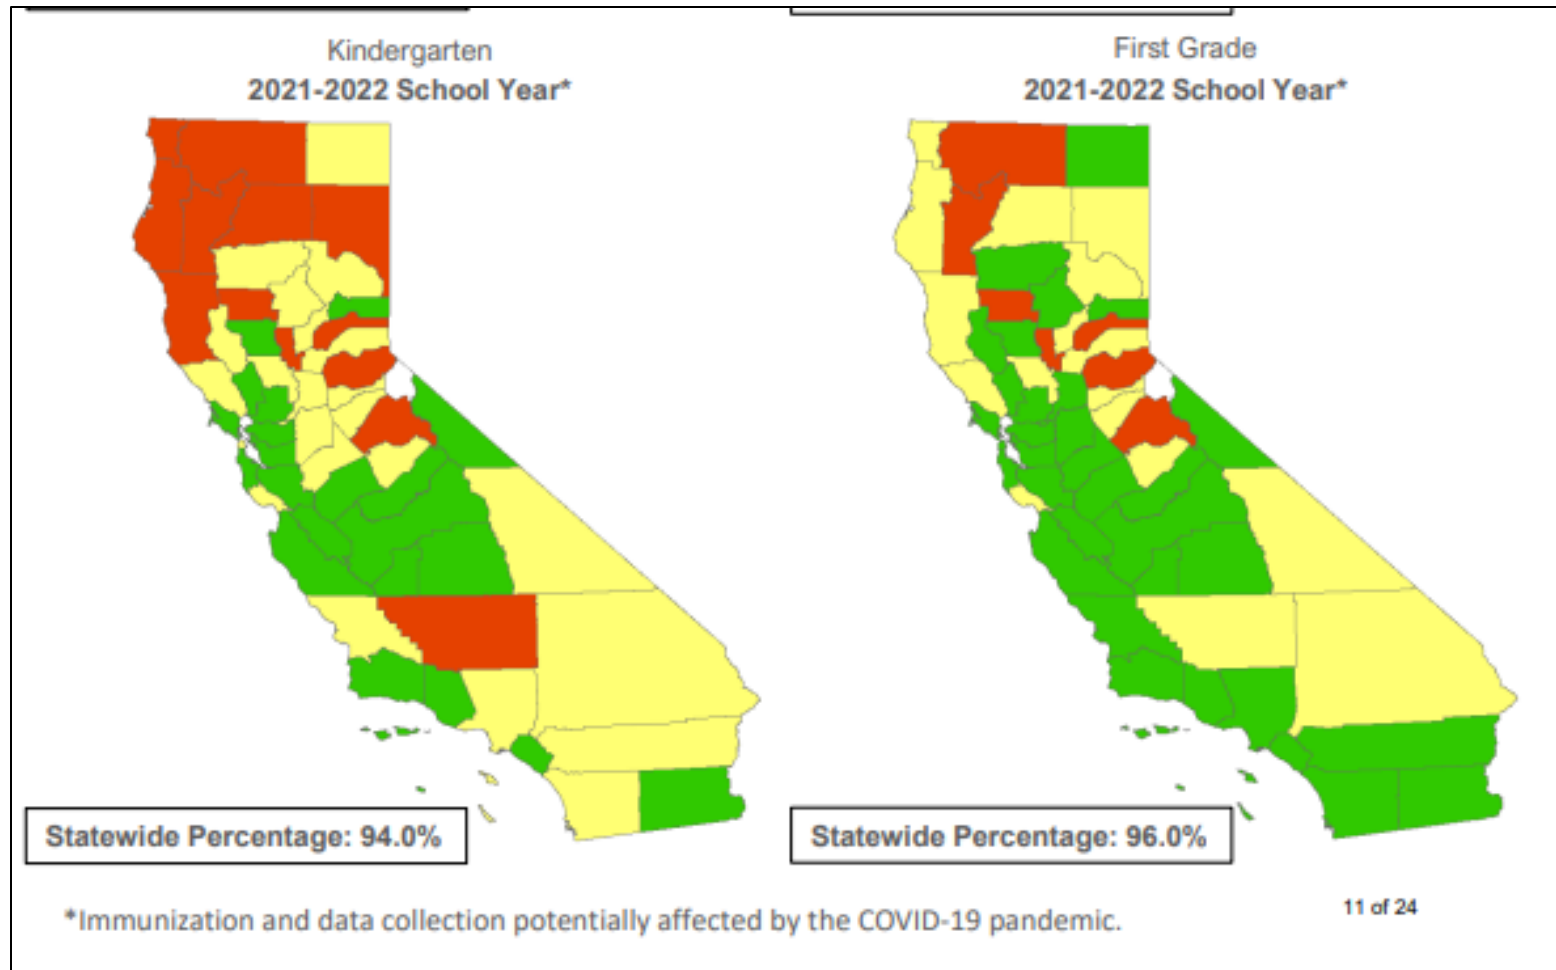 Kindergarten
2021-2022 School Year*
First Grade
2021-2022 School Year*
Statewide Percentage: 94.0%
Statewide Percentage: 96.0%
*Immunization and data collection potentially affected by the COVID-19 pandemic.
11 of 24